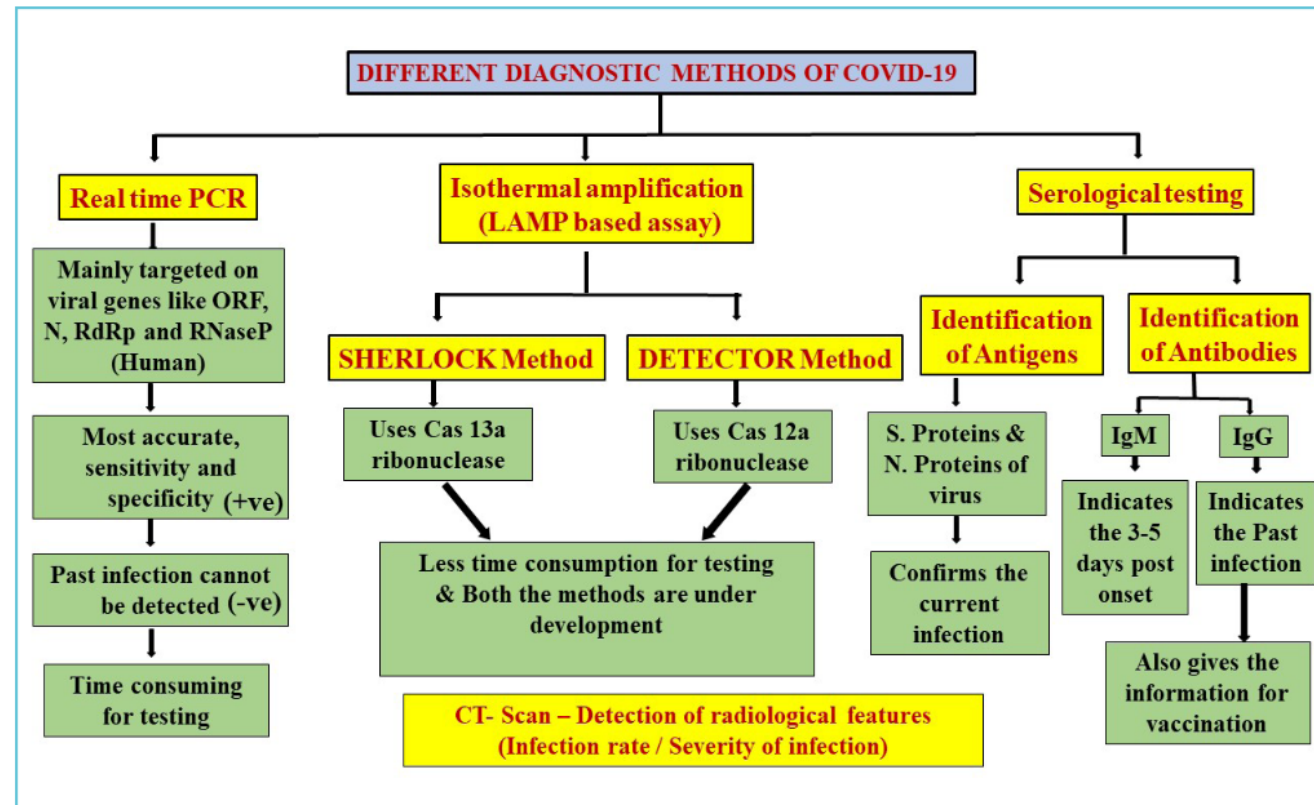 DIFFERENT DIAGNOSTIC METHODS OF COVID-19
Real time PCR
Mainly targeted on
viral genes like ORF,
N, RdRp and RNaseP
(Human)
Most accurate,
sensitivity and
specificity (+ve)
Past infection cannot
be detected (-ve)
Time consuming
for testing
Isothermal amplification
(LAMP based assay)
SHERLOCK Method
Uses Cas 13a
ribonuclease
DETECTOR Method
Uses Cas 12a
ribonuclease
Less time consumption for testing
& Both the methods are under
development
Serological testing
Identification
of Antigens
S. Proteins &
N. Proteins of
virus
Confirms the
current
infection
Identification
of Antibodies
IgM
Indicates
the 3-5
days post
onset
IgG
Indicates
the Past
infection
Also gives the
information for
vaccination
CT- Scan – Detection of radiological features
(Infection rate / Severity of infection)